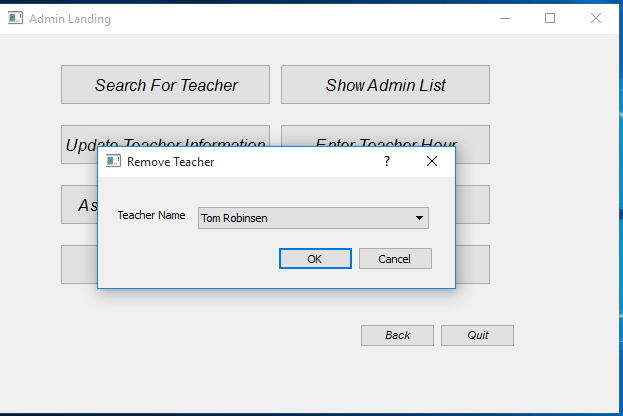 Admin Landing
Search For Teacher
Show Admin List
Update Teacher Information
Enter Teacher Hour
Remove Teacher
?
As
Teacher Name
Tom Robinsen
OK
Cancel
Back
Quit